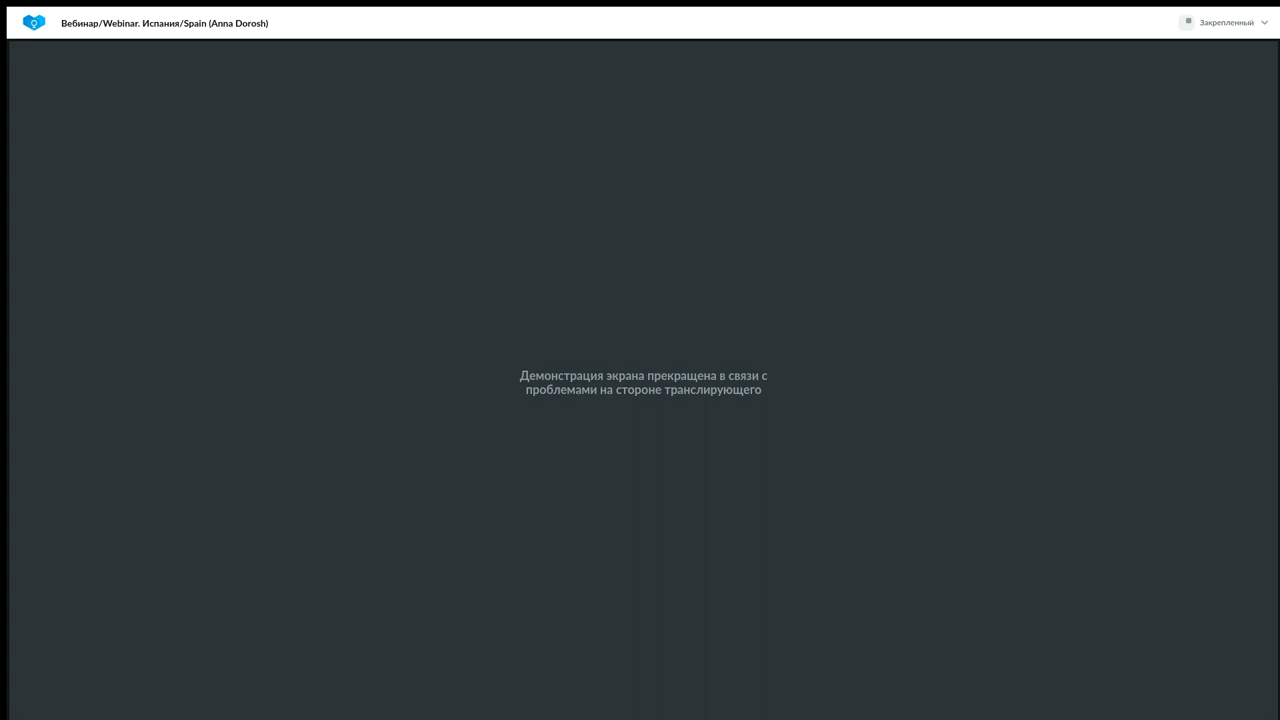 Вебинар/Webinar. Испания/Spain (Anna Dorosh)
Закрепленный
Демонстрация экрана прекращена в связи с
проблемами на стороне транслирующего